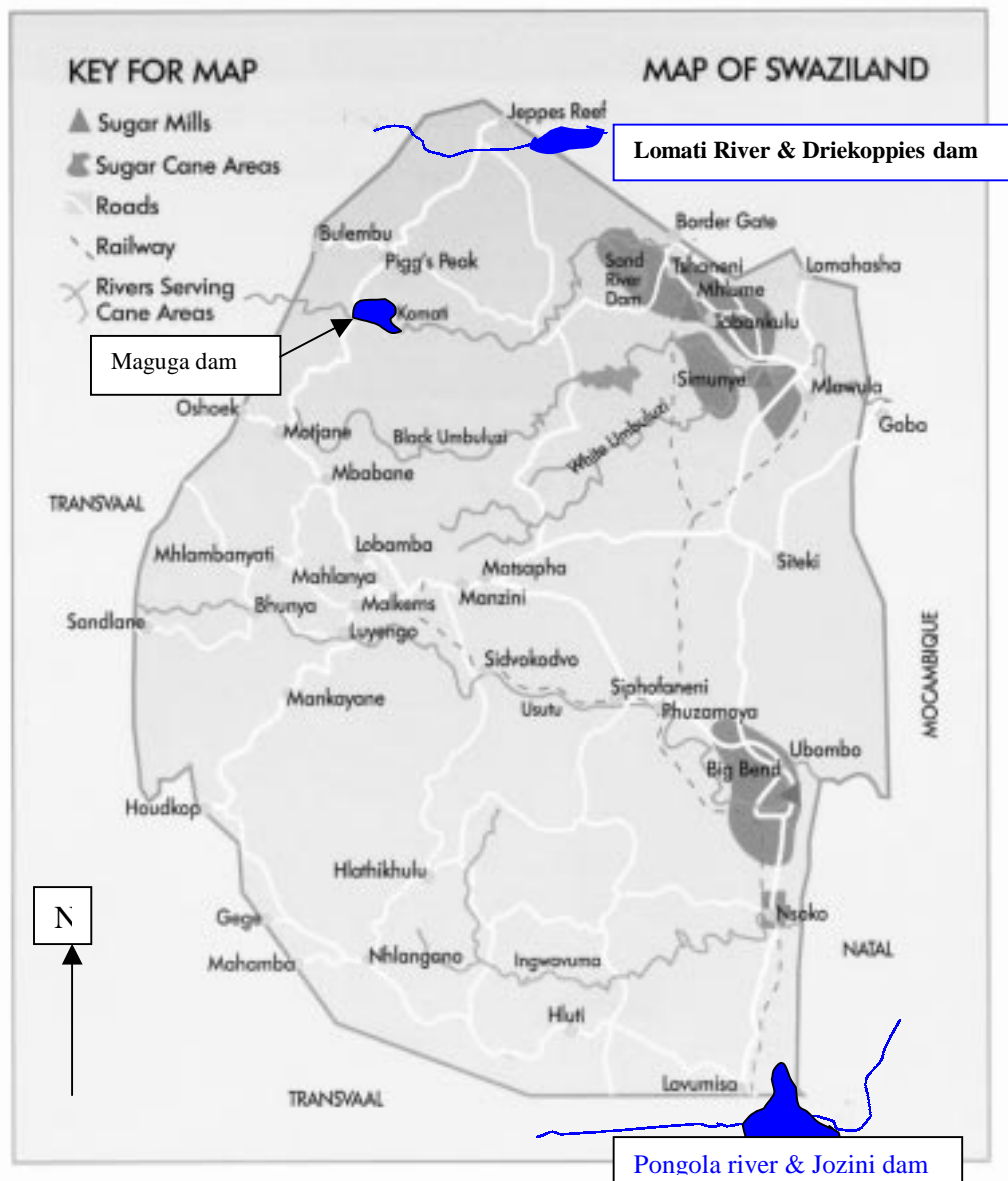 KEY FOR MAP
MAP OF SWAZILAND
Sugar Mills
Sugar Cane Areas
Roads
Railway
Rivers Serving
Cane Areas
Jeppes Reef
Lomati River & Driekoppies dam
Border Gate
Bulembu
Pigg's Peak
Sand
River
Dam
Tshaneni
Lomahasha
Mhlume
Tabankulu
Komati
Maguga dam
Simunye
Mlawula
Oshoek
Goba
Motjane
Black Umbuluzi
White Umbuluzi
Mbabane
TRANSVAAL
Lobamba
Mhlambanyati
Mahlanya
Matsapha
Siteki
Bhunya
Malkerns
Manzini
Sandlane
Luyengo
Sidvokodvo
MOCAMBIQUE
Mankayane
Siphofaneni
Usutu
Phuzamoya
Ubombo
Big Bend
Houdkop
Hlathikhulu
N
Gege
Nsoko
Mahamba
Nhlangano
Ingwavuma
NATAL
Hluti
Lavumisa
TRANSVAAL
Pongola river & Jozini dam